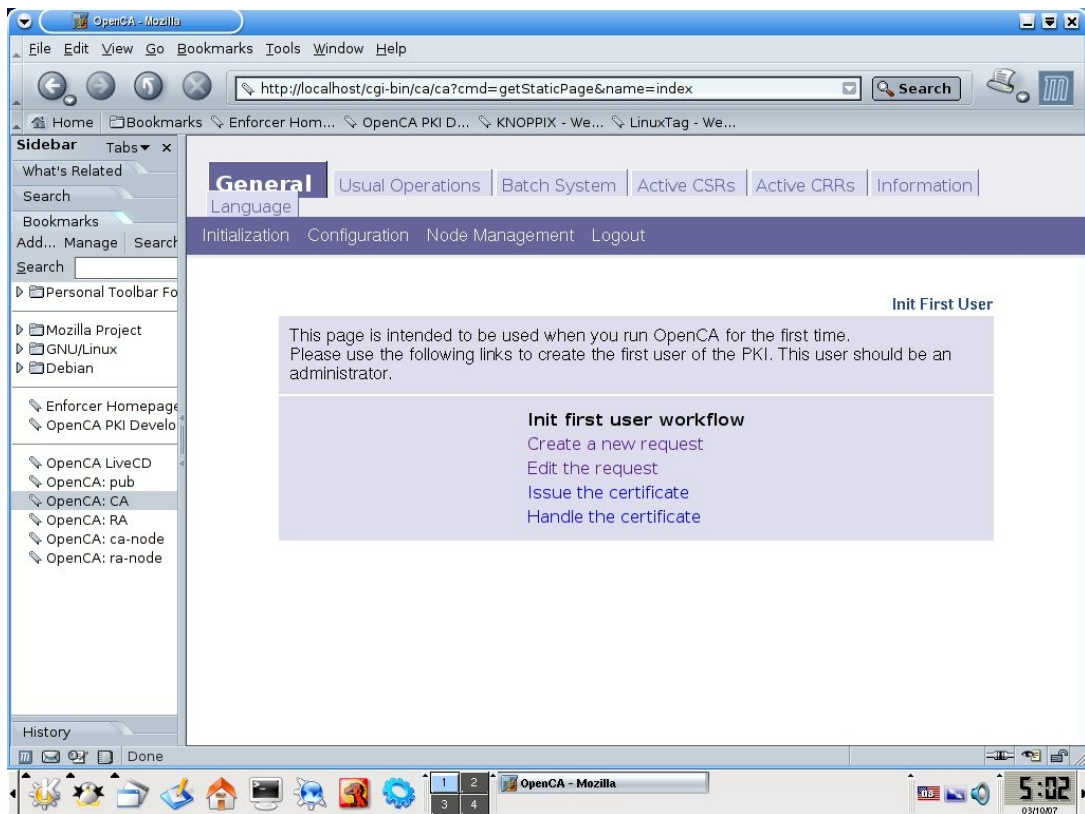 OpenCA - Mozilla
File Edit View Go Bookmarks Tools Window Help
http://localhost/cgi-bin/ca/ca?cmd=getStaticPage&name=index
Search
Home Bookmarks Enforcer Hom... OpenCA PKI D... KNOPPIX - We... LinuxTag - We...
Sidebar Tabs x
What's Related
Search
Bookmarks
Add... Manage Search
Search
Personal Toolbar Fo
Mozilla Project
GNU/Linux
Debian
Enforcer Homepage
OpenCA PKI Develo
OpenCA LiveCD
OpenCA: pub
OpenCA: CA
OpenCA: RA
OpenCA: ca-node
OpenCA: ra-node
History
General Usual Operations Batch System Active CSRs Active CRRs Information
Language
Initialization Configuration Node Management Logout
Init First User
This page is intended to be used when you run OpenCA for the first time.
Please use the following links to create the first user of the PKI. This user should be an
administrator.
Init first user workflow
Create a new request
Edit the request
Issue the certificate
Handle the certificate
Done
1 2
3 4
OpenCA - Mozilla
us
5:02
03/10/07